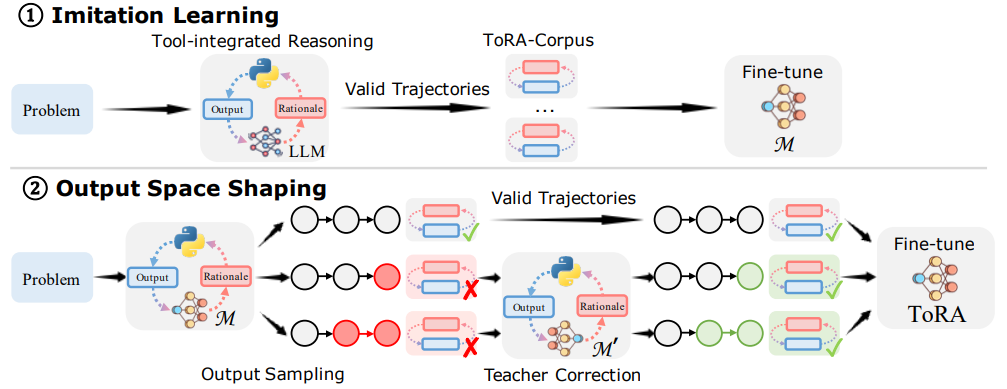 ① Imitation Learning
Tool-integrated Reasoning
ToRA-Corpus
Problem
Output
Rationale
LLM
Valid Trajectories
...
Fine-tune
M
② Output Space Shaping
Valid Trajectories
Problem
Output
Rationale
M
Output
Rationale
M′
Fine-tune
ToRA
Output Sampling
Teacher Correction